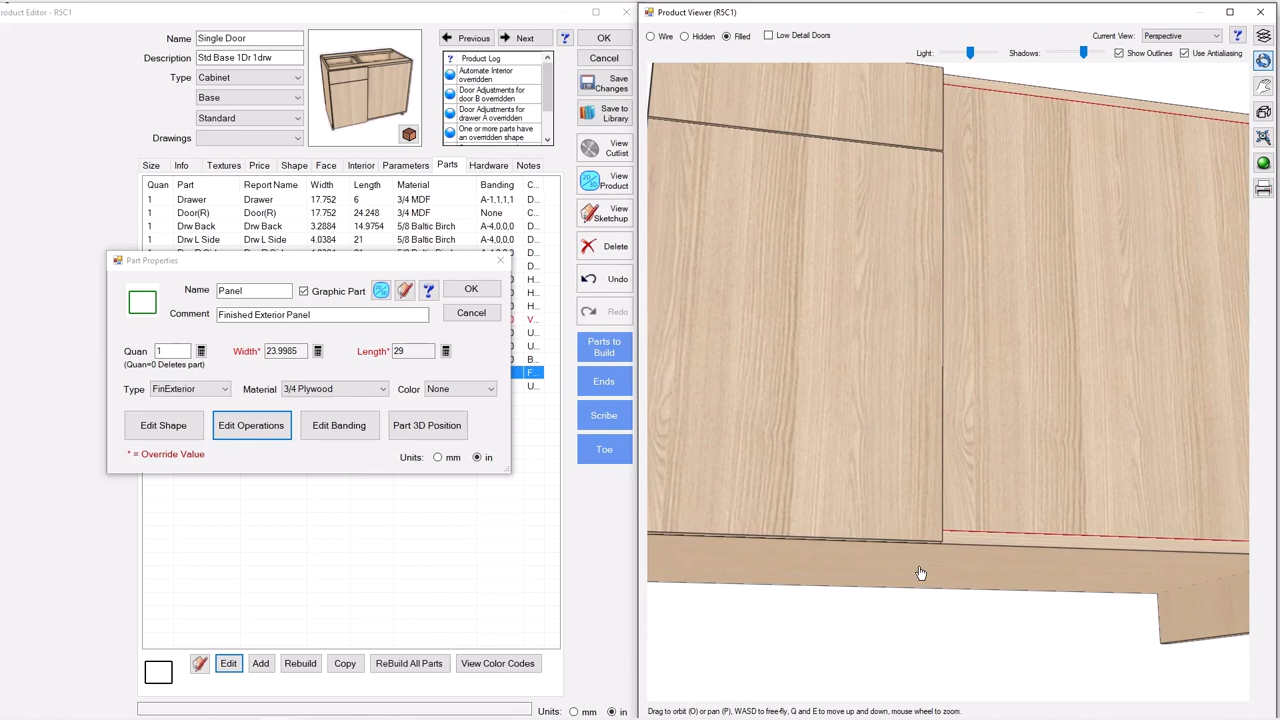 roduct Editor - R5C1
Name Single Door
Description Std Base 1Dr 1drw
Type Cabinet
Base
Standard
Drawings
Previous Next
Product Log
Automate Interior overridden
Door Adjustments for door B overridden
Door Adjustments for drawer A overridden
One or more parts have an overridden shape
OK
Cancel
Save Changes
Save to Library
View Cutlist
View Product
View Sketchup
Delete
Undo
Redo
Parts to Build
Ends
Scribe
Toe
Size Info Textures Price Shape Face Interior Parameters Parts Hardware Notes
Quan Part Report Name Width Length Material Banding C...
1 Drawer Drawer 17.752 6 3/4 MDF A-1,1,1,1 D...
1 Door(R) Door(R) 17.752 24.248 3/4 MDF None C...
1 Drw Back Drw Back 3.2884 14.9754 5/8 Baltic Birch A-4,0,0,0 D...
1 Drw L Side Drw L Side 4.0384 21 5/8 Baltic Birch A-4,0,0,0 D...
D...
H...
H...
H...
V...
U...
U...
B...
F...
U...
Part Properties
Name Panel Graphic Part OK
Comment Finished Exterior Panel Cancel
Quan 1 Width* 23.9985 Length* 29
(Quan=0 Deletes part)
Type FinExterior Material 3/4 Plywood Color None
Edit Shape Edit Operations Edit Banding Part 3D Position
* = Override Value Units: mm in
Edit Add Rebuild Copy ReBuild All Parts View Color Codes
Units: mm in
Product Viewer (R5C1)
Wire Hidden Filled Low Detail Doors Current View: Perspective
Light: Shadows: Show Outlines Use Antialiasing
Drag to orbit (O) or pan (P), WASD to free-fly, Q and E to move up and down, mouse wheel to zoom.